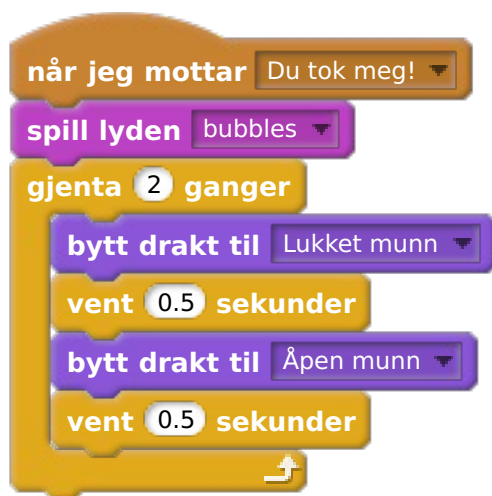 når jeg mottar Du tok meg!
spill lyden bubbles
gjenta 2 ganger
bytt drakt til Lukket munn
vent 0.5 sekunder
bytt drakt til Åpen munn
vent 0.5 sekunder